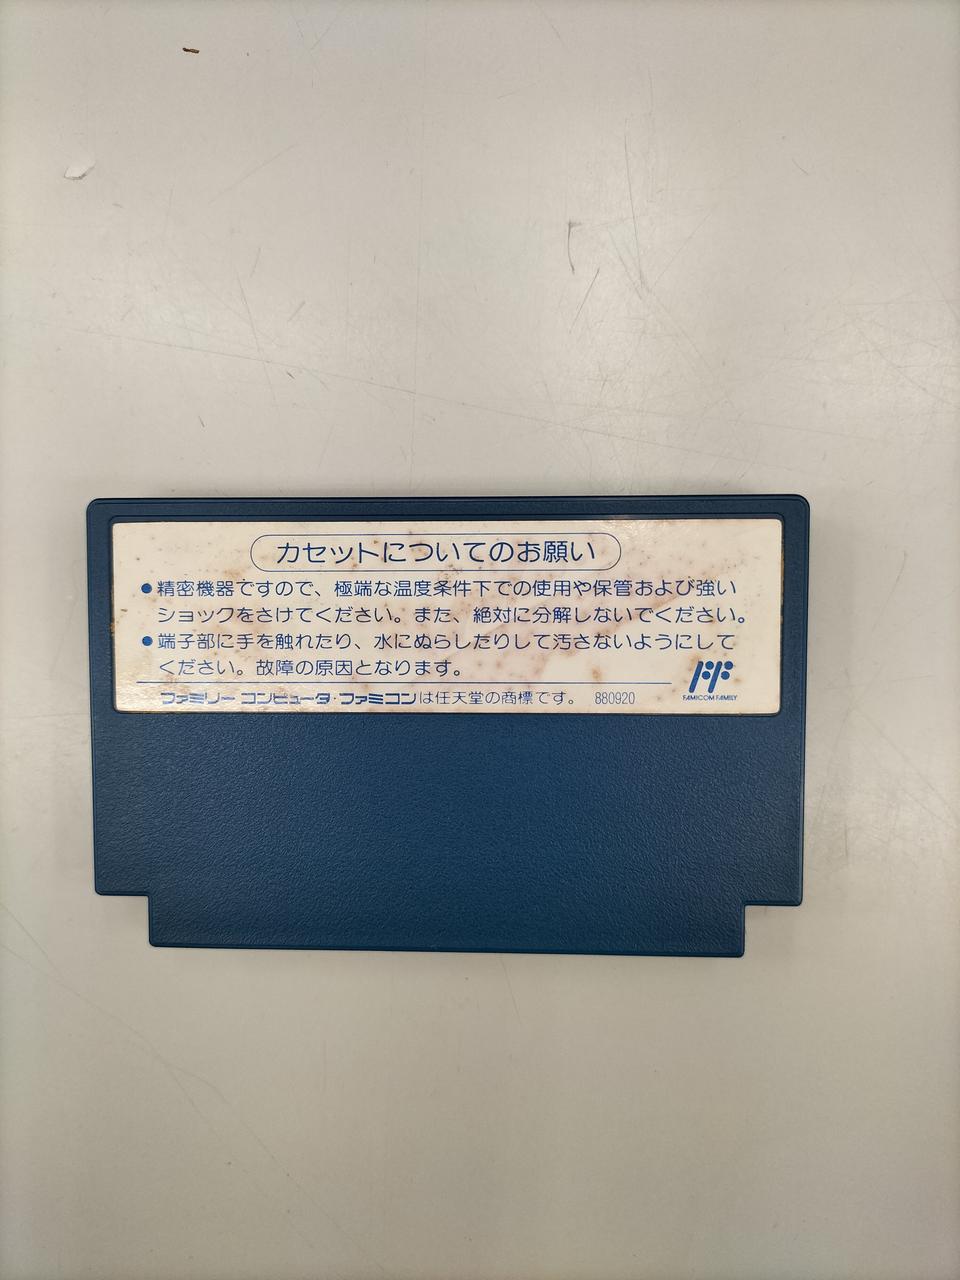 カセットについてのお願い
●精密機器ですので、極端な温度条件下での使用や保管および強い
ショックをさけてください。また、絶対に分解しないでください。
●端子部に手を触れたり、水にぬらしたりして汚さないようにして
ください。故障の原因となります。
ファミリーコンピュータ・ファミコンは任天堂の商標です。 880920
FAMICOM FAMILY